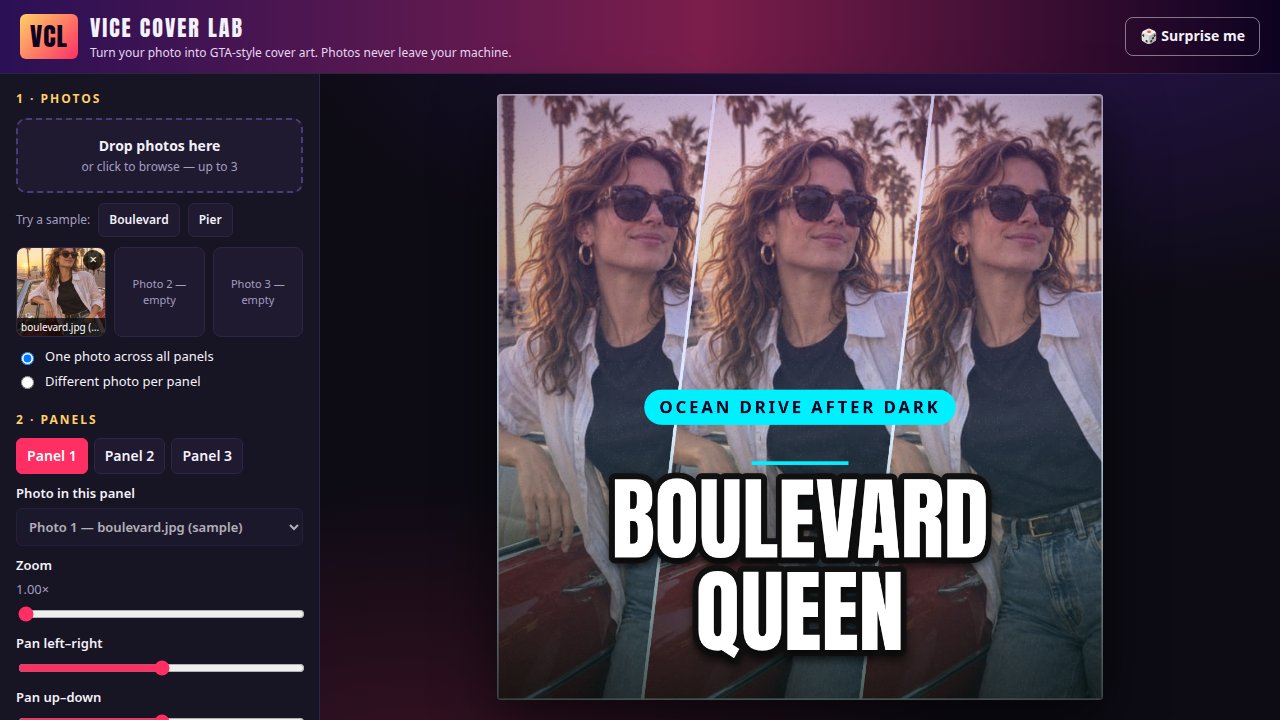 VCL
VICE COVER LAB
Turn your photo into GTA-style cover art. Photos never leave your machine.
🎲 Surprise me
1 · PHOTOS
Drop photos here
or click to browse — up to 3
Try a sample:
Boulevard
Pier
×
boulevard.jpg (...
Photo 2 —
empty
Photo 3 —
empty
One photo across all panels
Different photo per panel
2 · PANELS
Panel 1
Panel 2
Panel 3
Photo in this panel
Photo 1 — boulevard.jpg (sample)
Zoom
1.00×
Pan left–right
Pan up–down
OCEAN DRIVE AFTER DARK
BOULEVARD
QUEEN